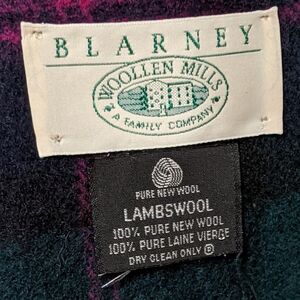 BLARNEY
WOOLLEN MILLS
A FAMILY COMPANY
PURE NEW WOOL
LAMBSWOOL
100% PURE NEW WOOL
100% PURE LAINE VIERGE
DRY CLEAN ONLY Ⓟ